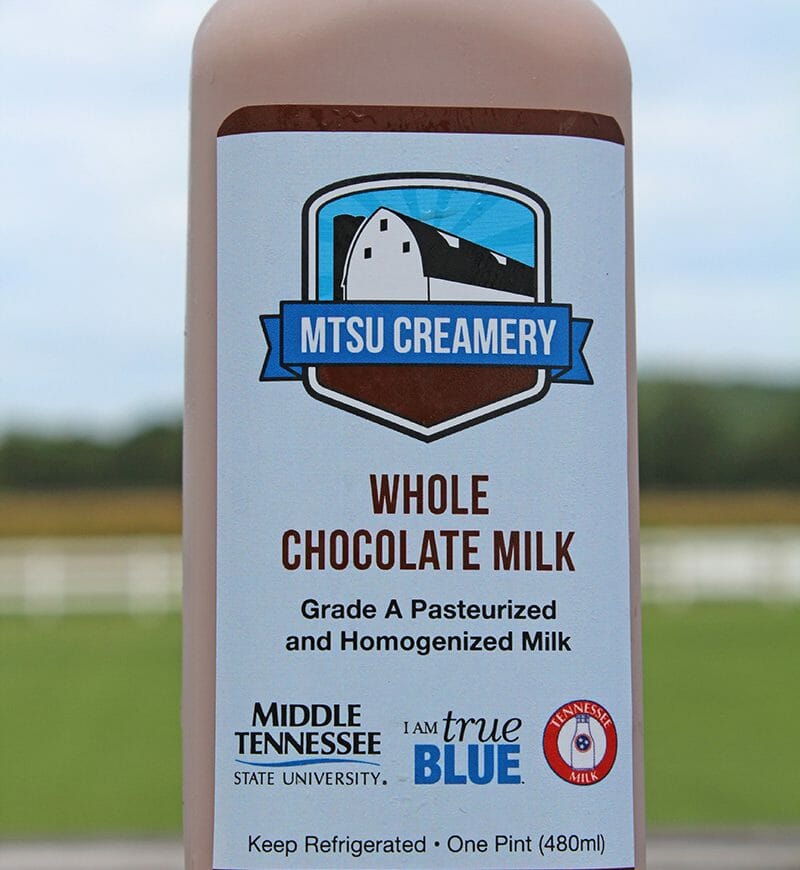 MTSU CREAMERY
WHOLE
CHOCOLATE MILK
Grade A Pasteurized
and Homogenized Milk
MIDDLE
TENNESSEE
STATE UNIVERSITY.
I AM true
BLUE
TENNESSEE
MILK
Keep Refrigerated • One Pint (480ml)